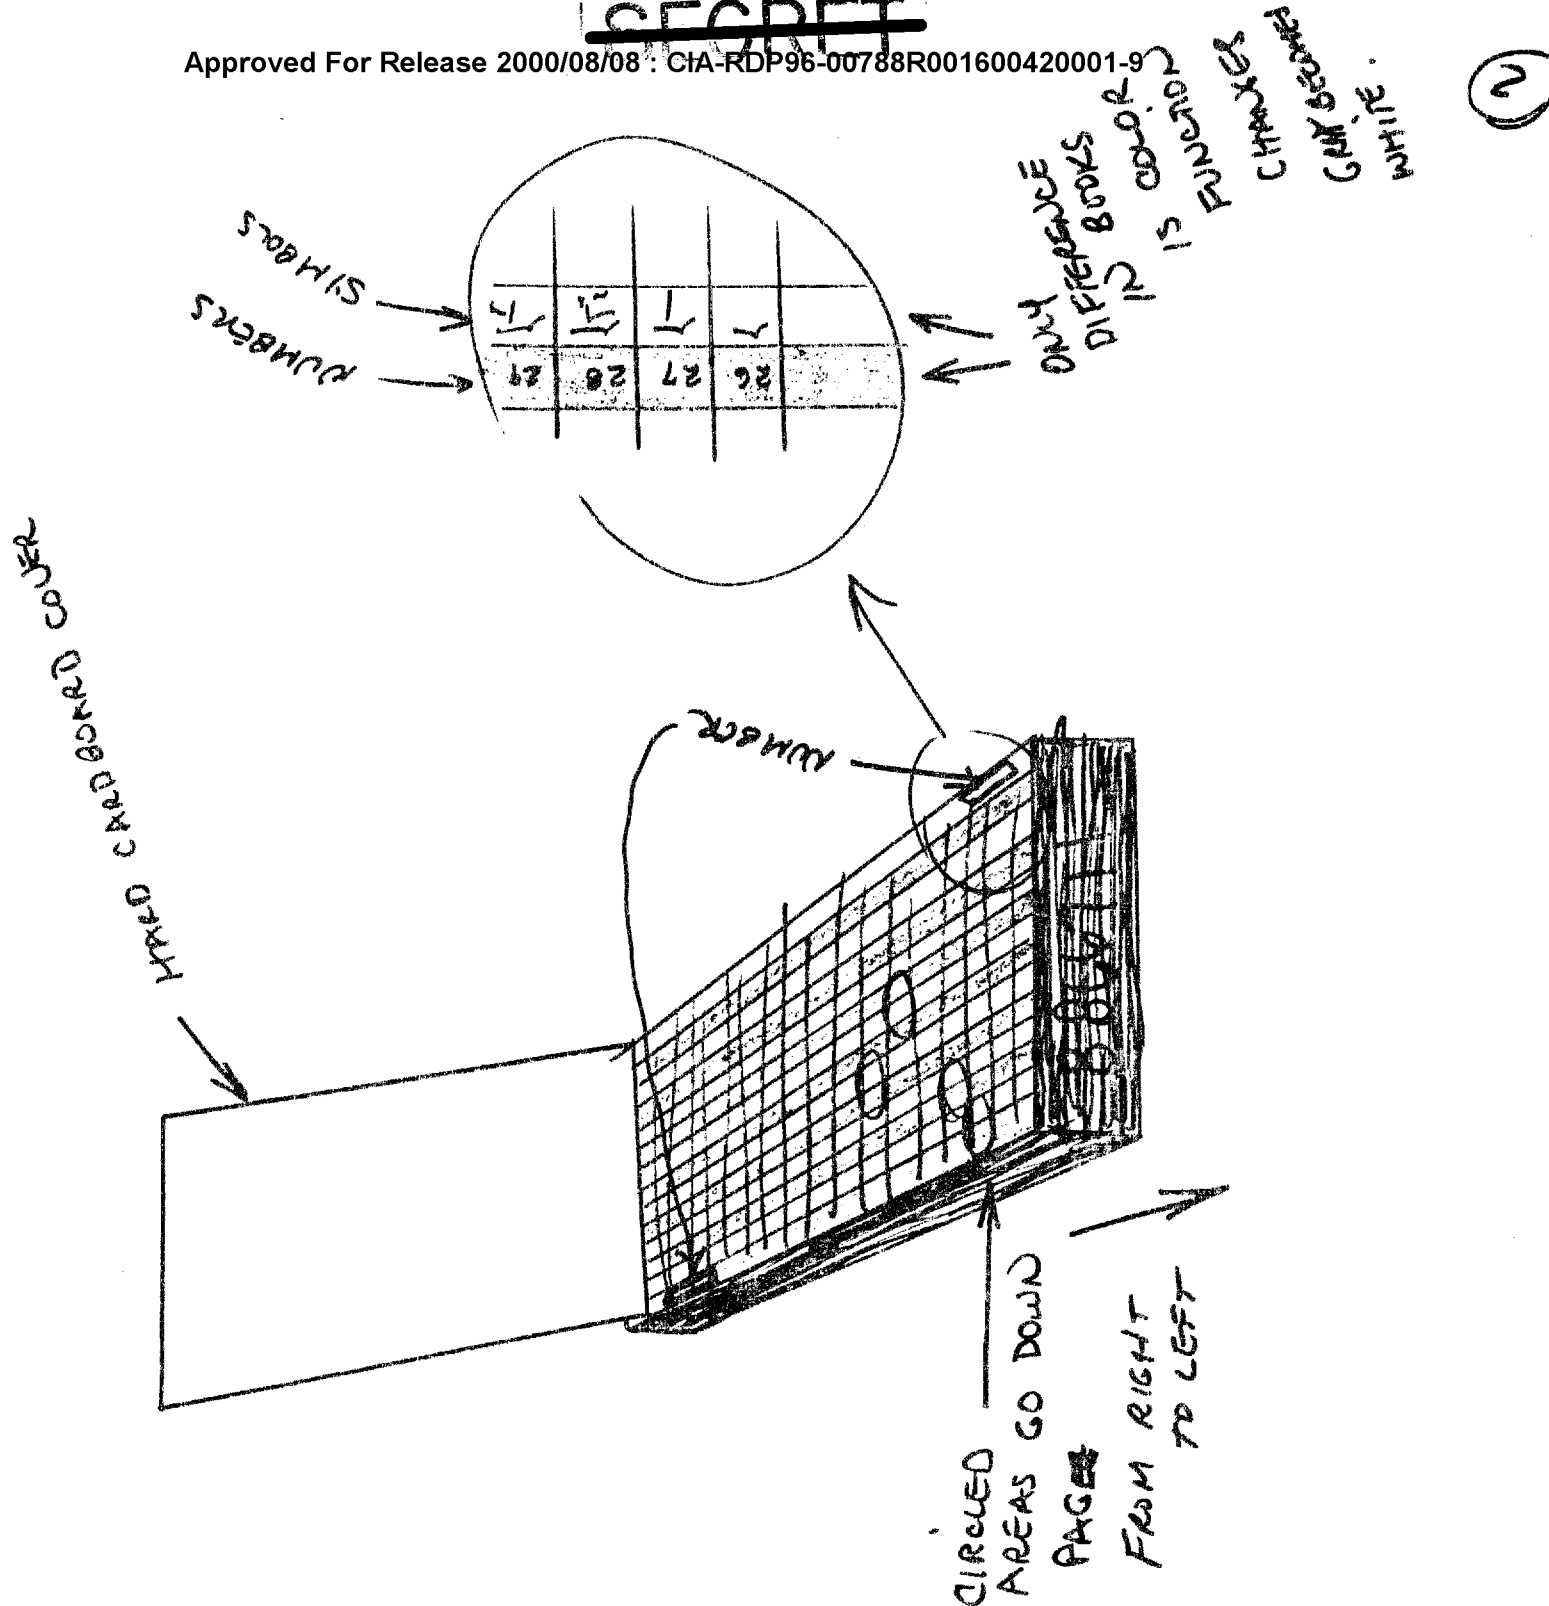 SECRET
Approved For Release 2000/08/08 : CIA-RDP96-00788R001600420001-9
2
SYMBOLS
NUMBERS
29 28 27 26
ONLY
DIFFERENCE
IN BOOKS
IS COLOR
FUNCTION
CHANGES
GRAY BECOMES
WHITE.
HARD CARDBOARD COVER
NUMBER
CIRCLED
AREAS GO DOWN
PAGE
FROM RIGHT
TO LEFT